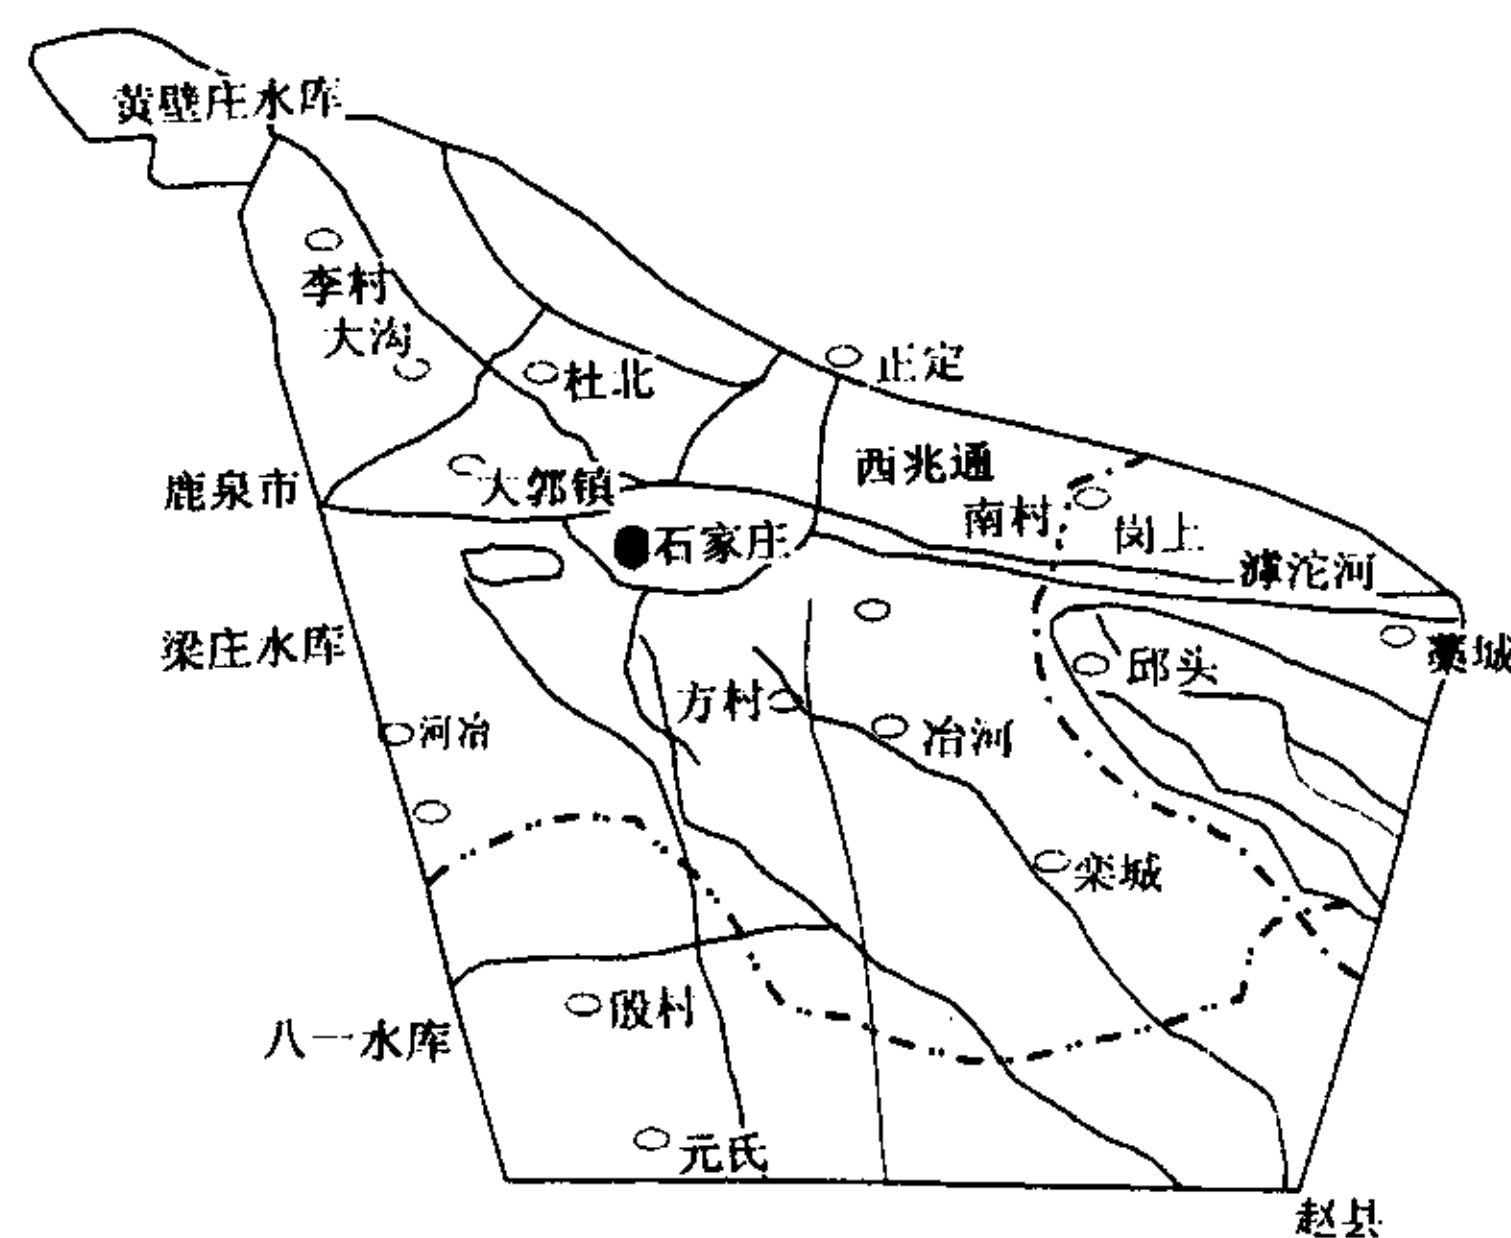 黄壁庄水库
李村
大沟
杜北
正定
鹿泉市
大郭镇
西兆通
南村
岗上
石家庄
滹沱河
梁庄水库
邱头
藁城
方村
河冶
冶河
栾城
殷村
八一水库
元氏
赵县